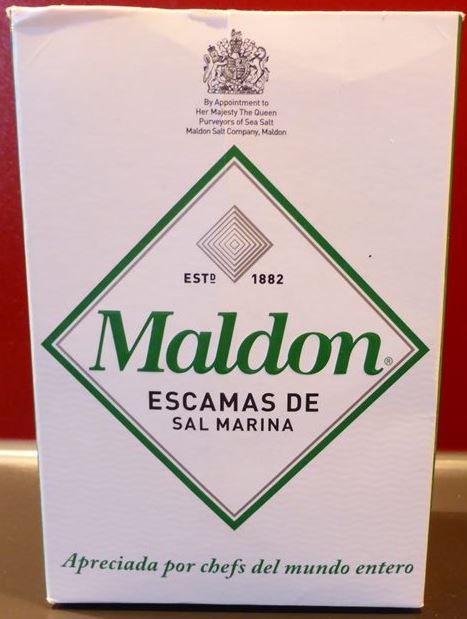 By Appointment to
Her Majesty The Queen
Purveyors of Sea Salt
Maldon Salt Company, Maldon
ESTD 1882
Maldon®
ESCAMAS DE
SAL MARINA
Apreciada por chefs del mundo entero